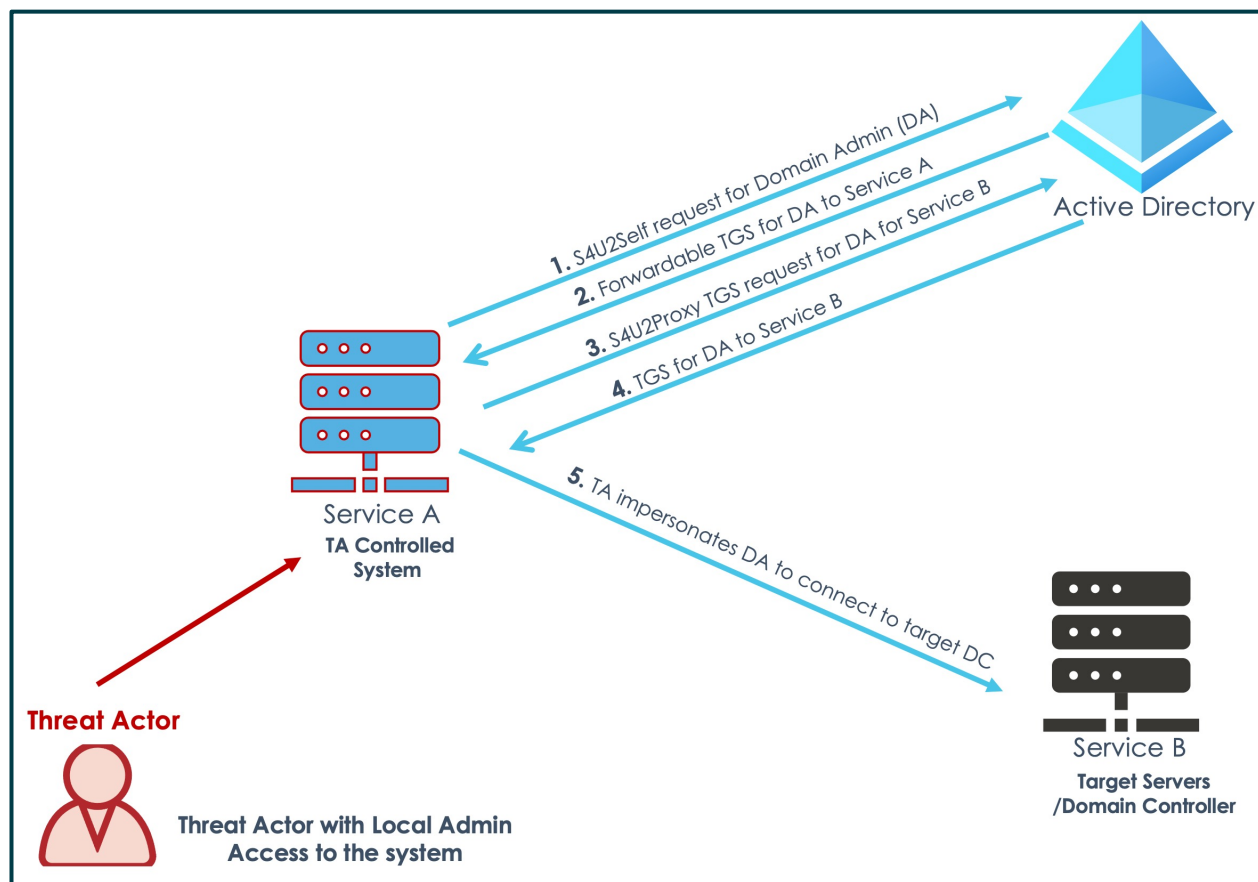 1. S4U2Self request for Domain Admin (DA)
2. Forwardable TGS for DA to Service A
3. S4U2Proxy TGS request for DA for Service B
4. TGS for DA to Service B
Active Directory
Service A
TA Controlled
System
5. TA impersonates DA to connect to target DC
Threat Actor
Threat Actor with Local Admin
Access to the system
Service B
Target Servers
/Domain Controller